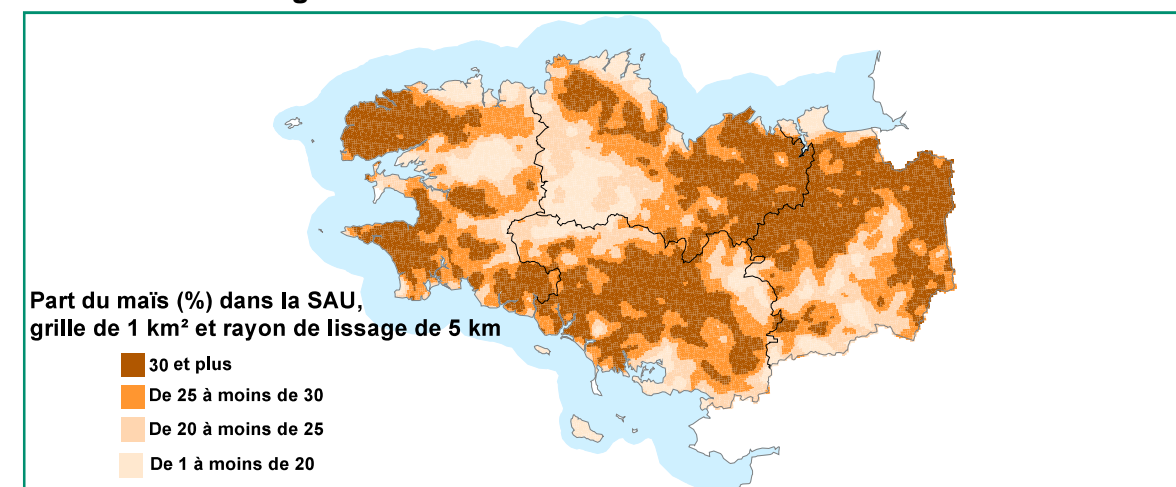 Part du maïs (%) dans la SAU,
grille de 1 km² et rayon de lissage de 5 km
30 et plus
De 25 à moins de 30
De 20 à moins de 25
De 1 à moins de 20